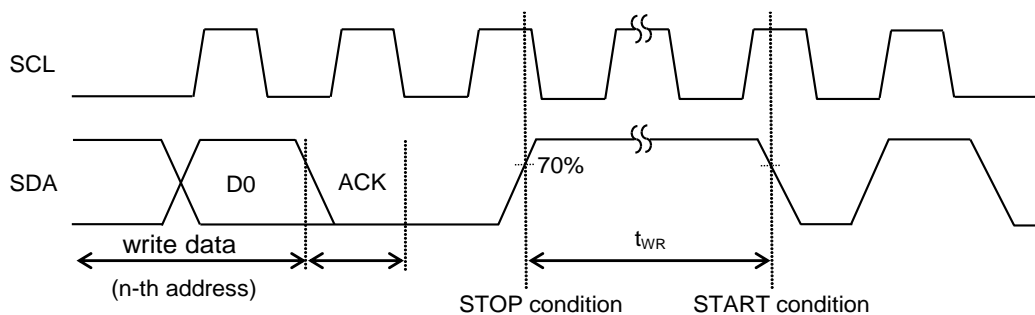 SCL
SDA
D0
ACK
70%
write data
(n-th address)
tWR
STOP condition
START condition